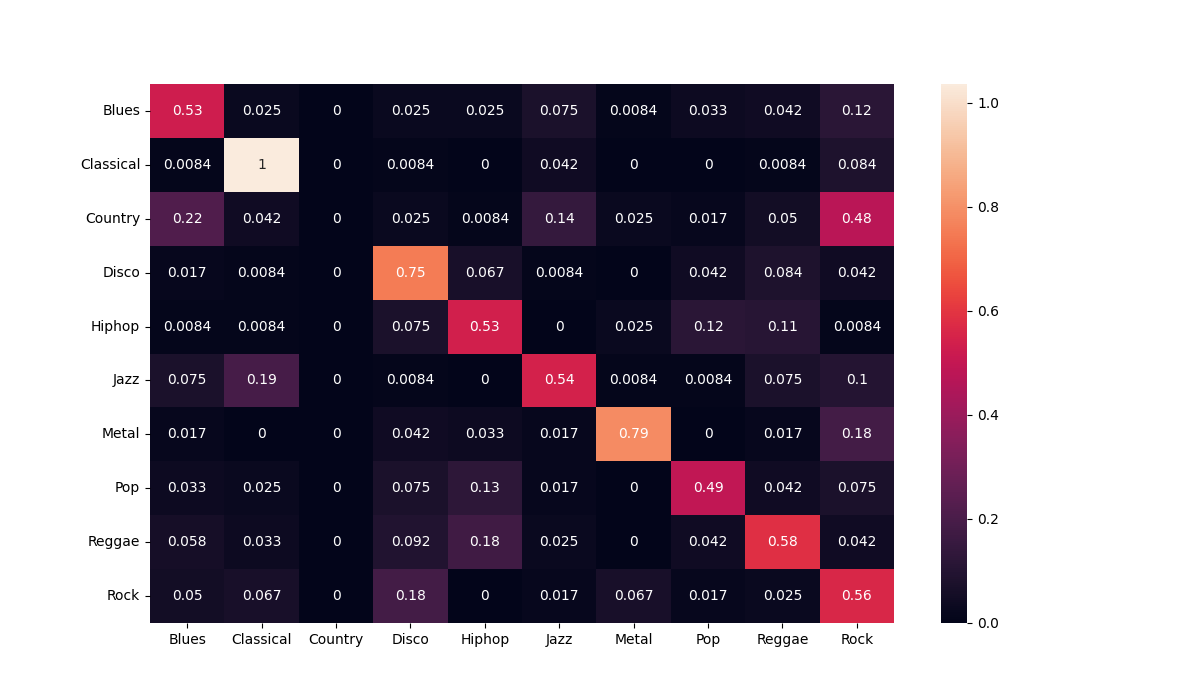 Blues 0.53 0.025 0 0.025 0.025 0.075 0.0084 0.033 0.042 0.12 1.0
Classical 0.0084 1 0 0.0084 0 0.042 0 0 0.0084 0.084
Country 0.22 0.042 0 0.025 0.0084 0.14 0.025 0.017 0.05 0.48 0.8
Disco 0.017 0.0084 0 0.75 0.067 0.0084 0 0.042 0.084 0.042
Hiphop 0.0084 0.0084 0 0.075 0.53 0 0.025 0.12 0.11 0.0084 0.6
Jazz 0.075 0.19 0 0.0084 0 0.54 0.0084 0.0084 0.075 0.1
0.4
Metal 0.017 0 0 0.042 0.033 0.017 0.79 0 0.017 0.18
Pop 0.033 0.025 0 0.075 0.13 0.017 0 0.49 0.042 0.075
0.2
Reggae 0.058 0.033 0 0.092 0.18 0.025 0 0.042 0.58 0.042
Rock 0.05 0.067 0 0.18 0 0.017 0.067 0.017 0.025 0.56
0.0
Blues Classical Country Disco Hiphop Jazz Metal Pop Reggae Rock